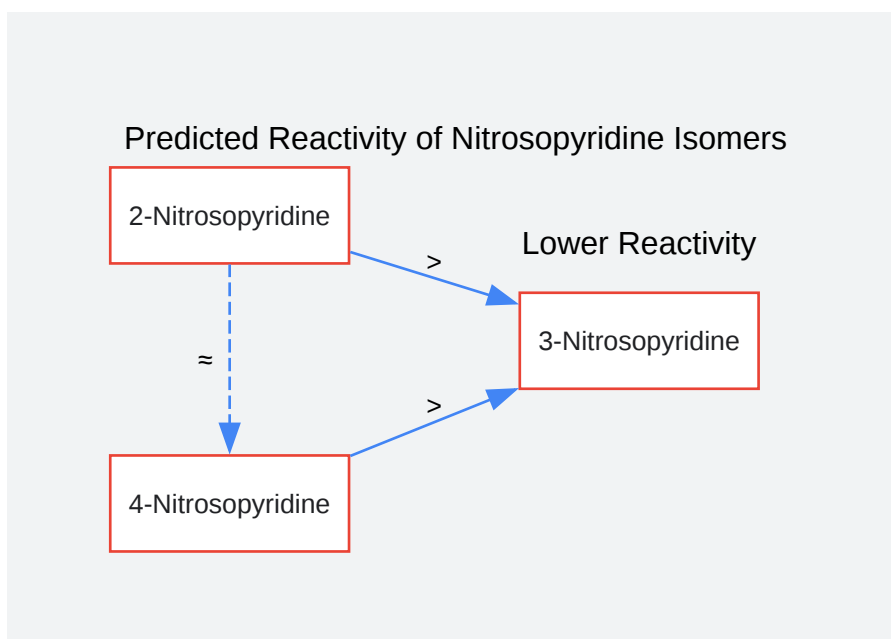 Predicted Reactivity of Nitrosopyridine Isomers
2-Nitrosopyridine
Lower Reactivity
>
3-Nitrosopyridine
≈
>
4-Nitrosopyridine